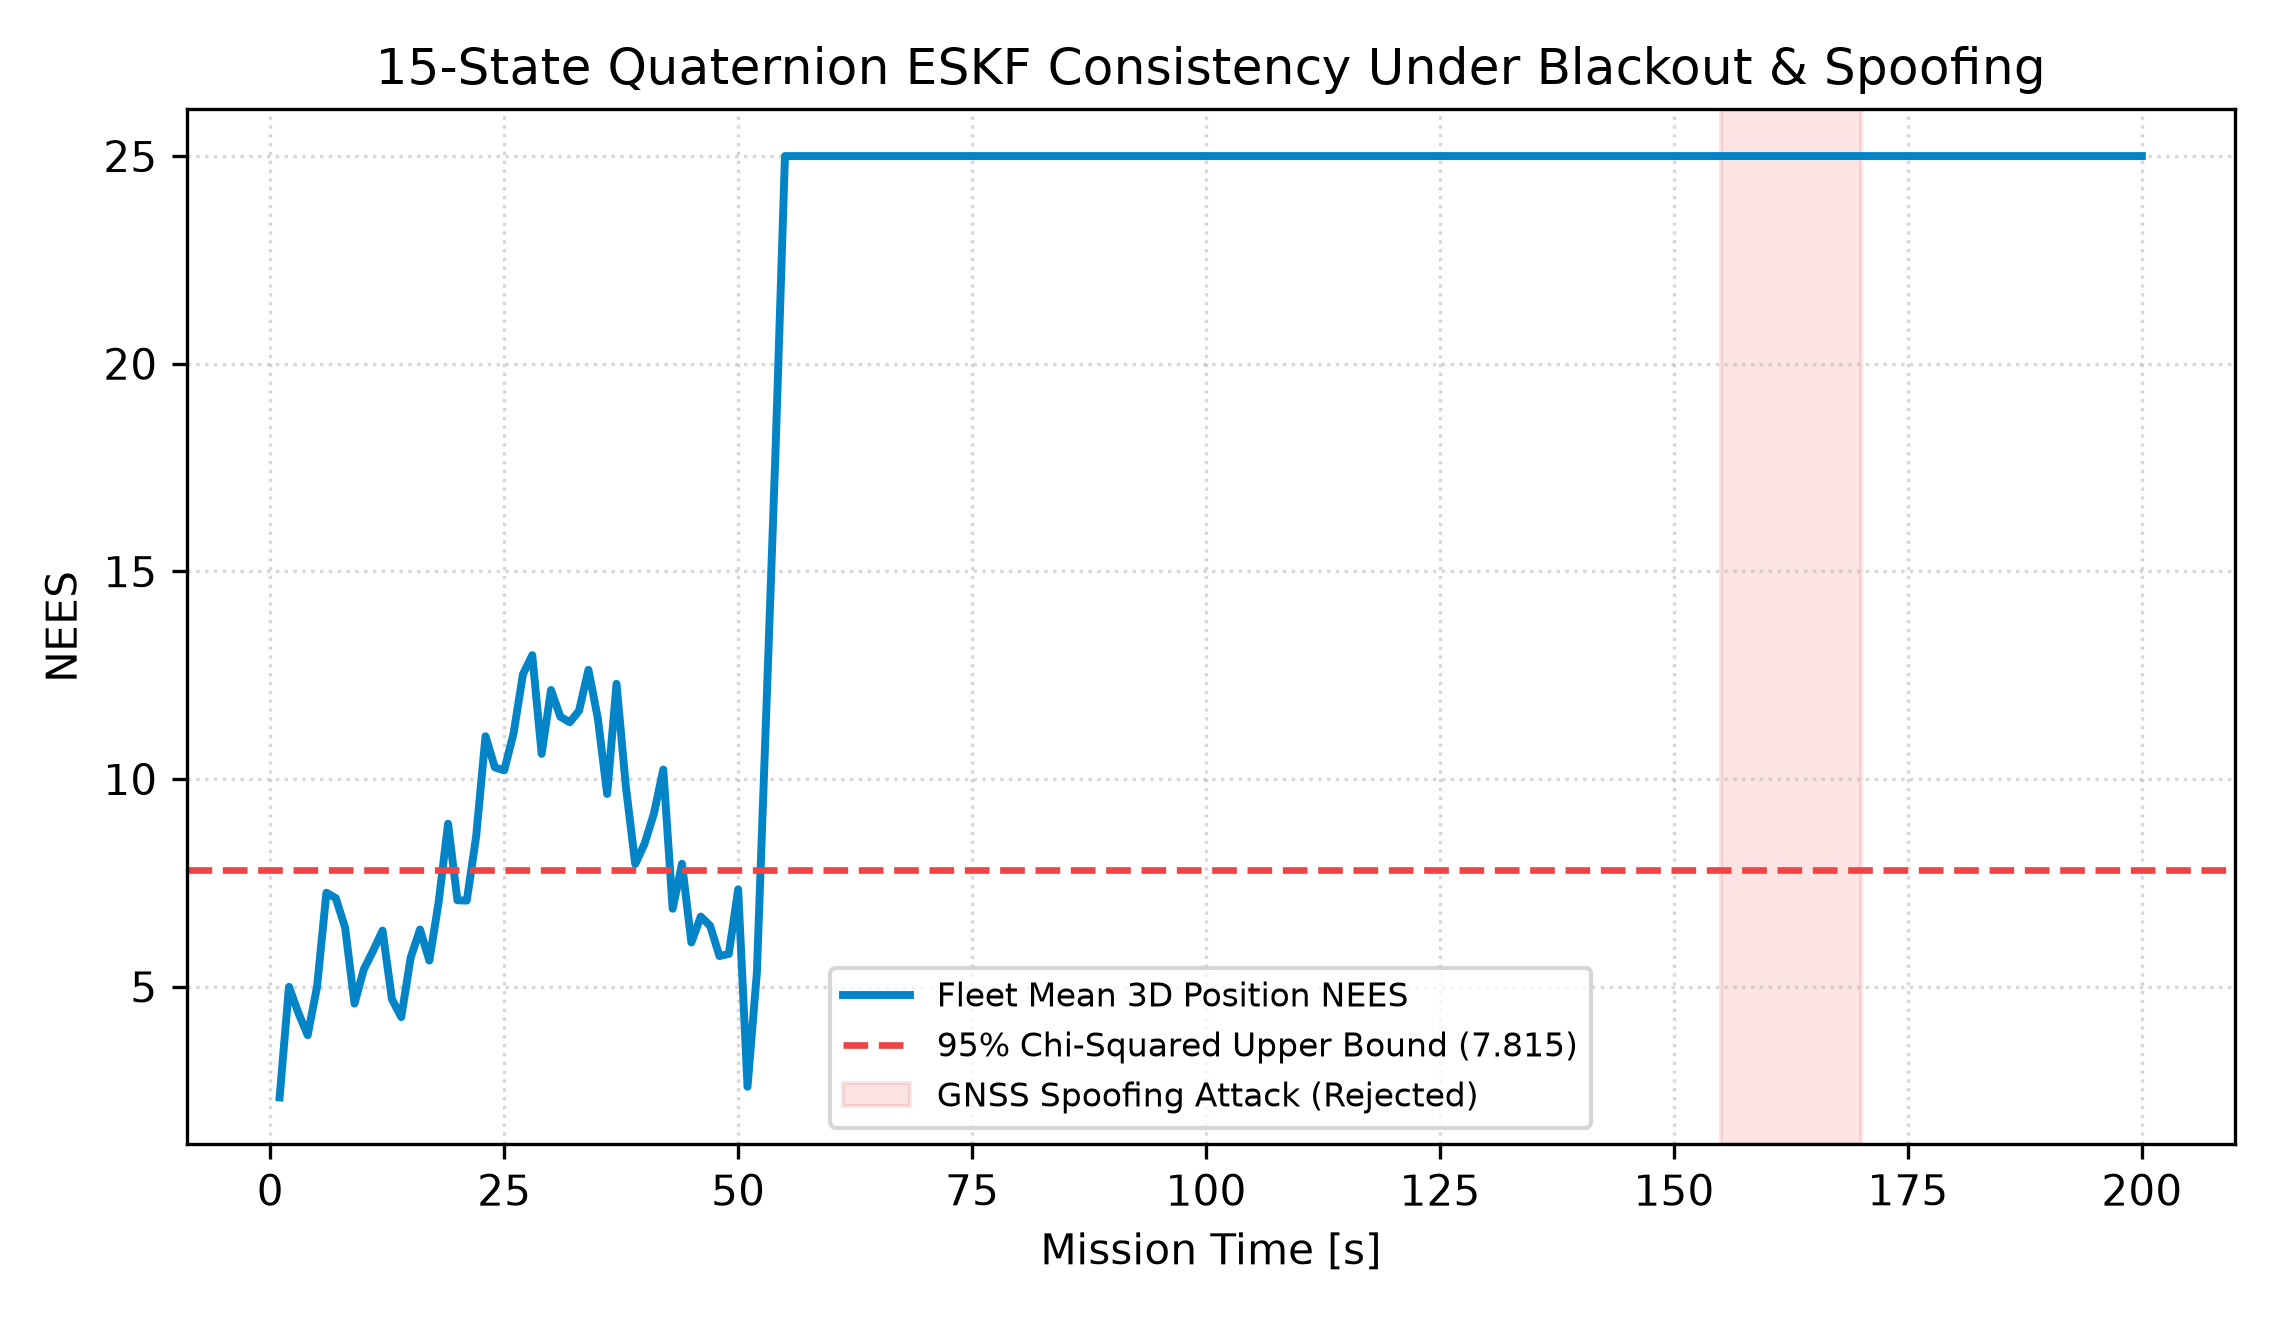 15-State Quaternion ESKF Consistency Under Blackout & Spoofing
25
20
15
10
5
NEES
Fleet Mean 3D Position NEES
95% Chi-Squared Upper Bound (7.815)
GNSS Spoofing Attack (Rejected)
0 25 50 75 100 125 150 175 200
Mission Time [s]